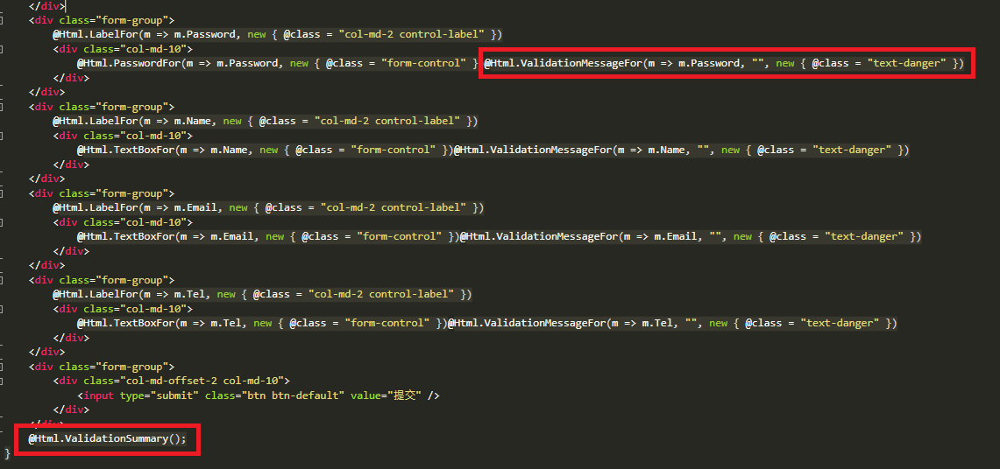 </div>
<div class="form-group">
@Html.LabelFor(m => m.Password, new { @class = "col-md-2 control-label" })
<div class="col-md-10">
@Html.PasswordFor(m => m.Password, new { @class = "form-control" } @Html.ValidationMessageFor(m => m.Password, "", new { @class = "text-danger" })
</div>
</div>
<div class="form-group">
@Html.LabelFor(m => m.Name, new { @class = "col-md-2 control-label" })
<div class="col-md-10">
@Html.TextBoxFor(m => m.Name, new { @class = "form-control" })@Html.ValidationMessageFor(m => m.Name, "", new { @class = "text-danger" })
</div>
</div>
<div class="form-group">
@Html.LabelFor(m => m.Email, new { @class = "col-md-2 control-label" })
<div class="col-md-10">
@Html.TextBoxFor(m => m.Email, new { @class = "form-control" })@Html.ValidationMessageFor(m => m.Email, "", new { @class = "text-danger" })
</div>
</div>
<div class="form-group">
@Html.LabelFor(m => m.Tel, new { @class = "col-md-2 control-label" })
<div class="col-md-10">
@Html.TextBoxFor(m => m.Tel, new { @class = "form-control" })@Html.ValidationMessageFor(m => m.Tel, "", new { @class = "text-danger" })
</div>
</div>
<div class="form-group">
<div class="col-md-offset-2 col-md-10">
<input type="submit" class="btn btn-default" value="提交" />
</div>
</div>
@Html.ValidationSummary();
}